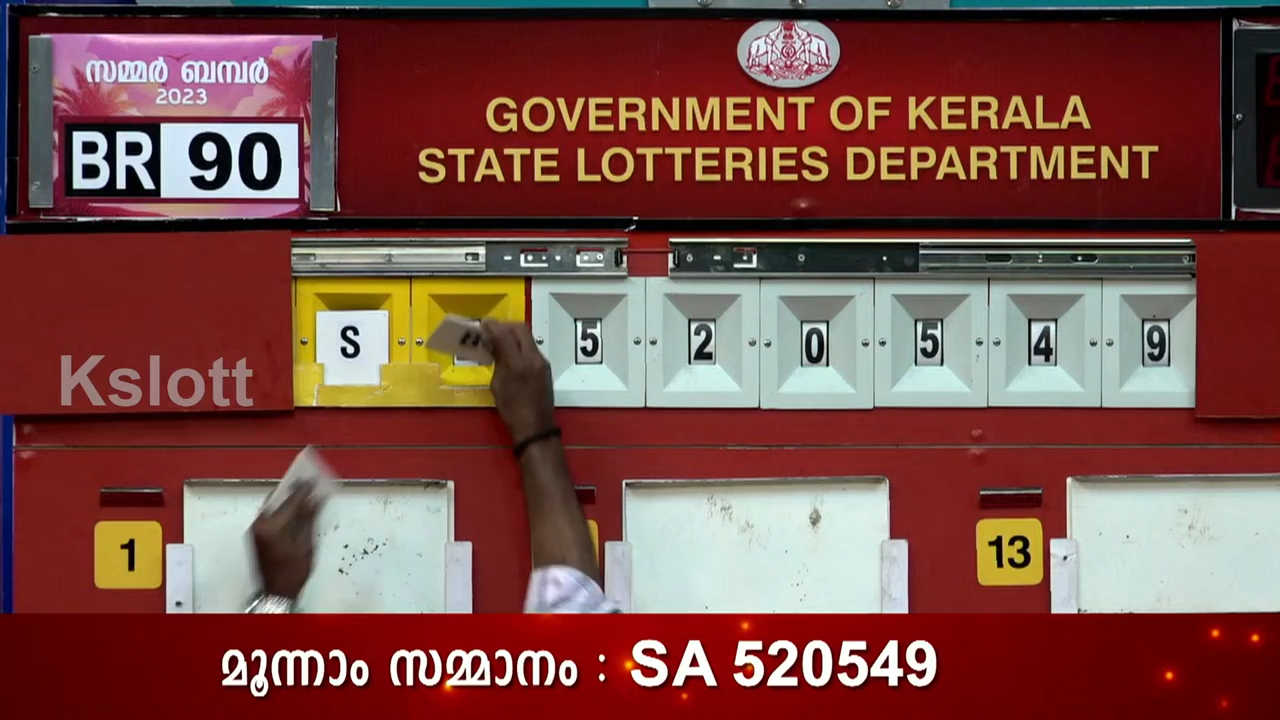 സമ്മർ ബമ്പർ
2023
BR 90
GOVERNMENT OF KERALA
STATE LOTTERIES DEPARTMENT
S 5 2 0 5 4 9
Kslott
1
13
മൂന്നാം സമ്മാനം : SA 520549